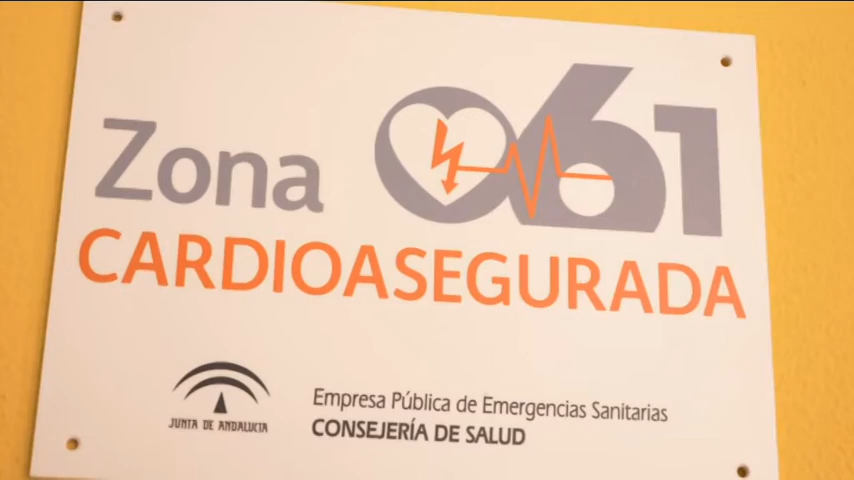 Zona 061
CARDIOASEGURADA
JUNTA DE ANDALUCIA
Empresa Pública de Emergencias Sanitarias
CONSEJERÍA DE SALUD